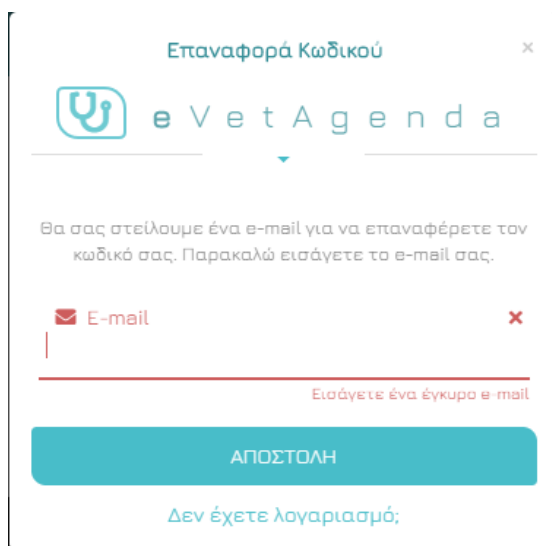 Επαναφορά Κωδικού
×
eVetAgenda
Θα σας στείλουμε ένα e-mail για να επαναφέρετε τον
κωδικό σας. Παρακαλώ εισάγετε το e-mail σας.
E-mail
Εισάγετε ένα έγκυρο e-mail
ΑΠΟΣΤΟΛΗ
Δεν έχετε λογαριασμό;